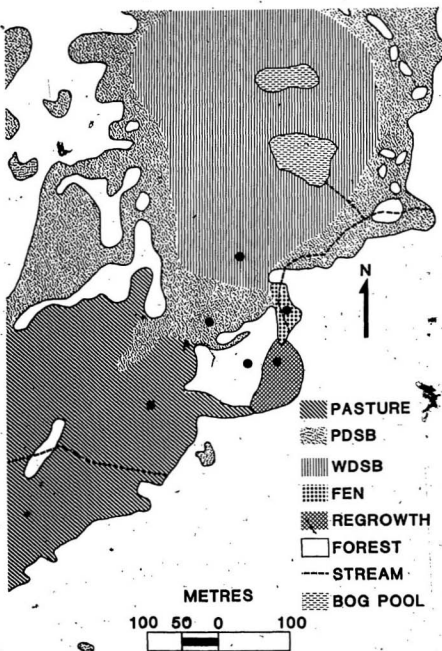 N
PASTURE
PDSB
WDSB
FEN
REGROWTH
FOREST
STREAM
BOG POOL
METRES
100 50 0 100